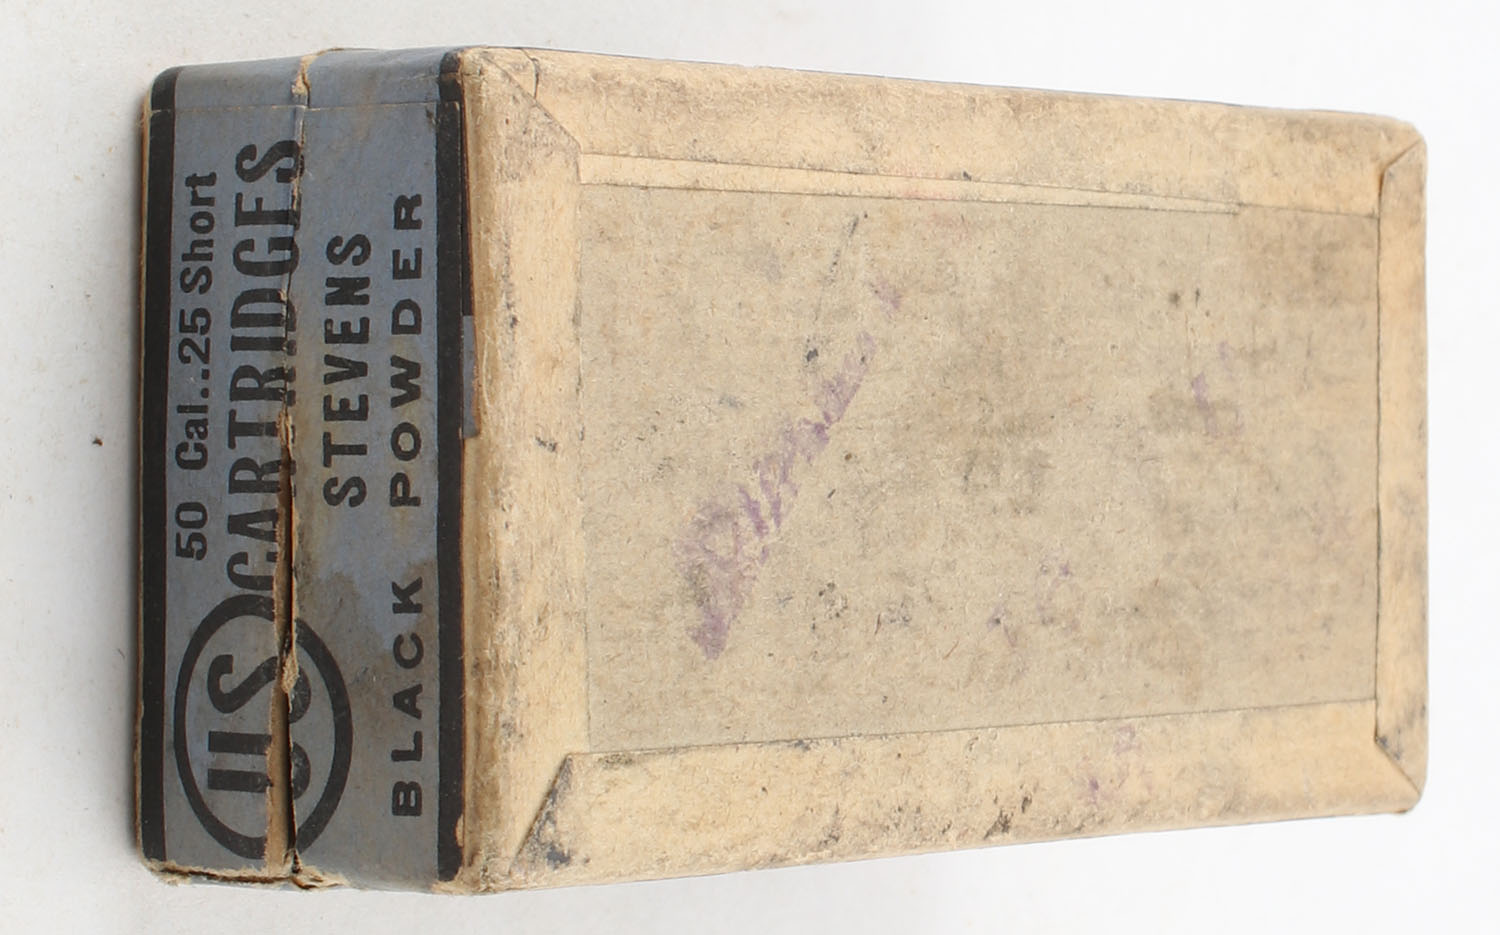 50 Cal...25 Short
US CARTRIDGES
STEVENS
BLACK POWDER